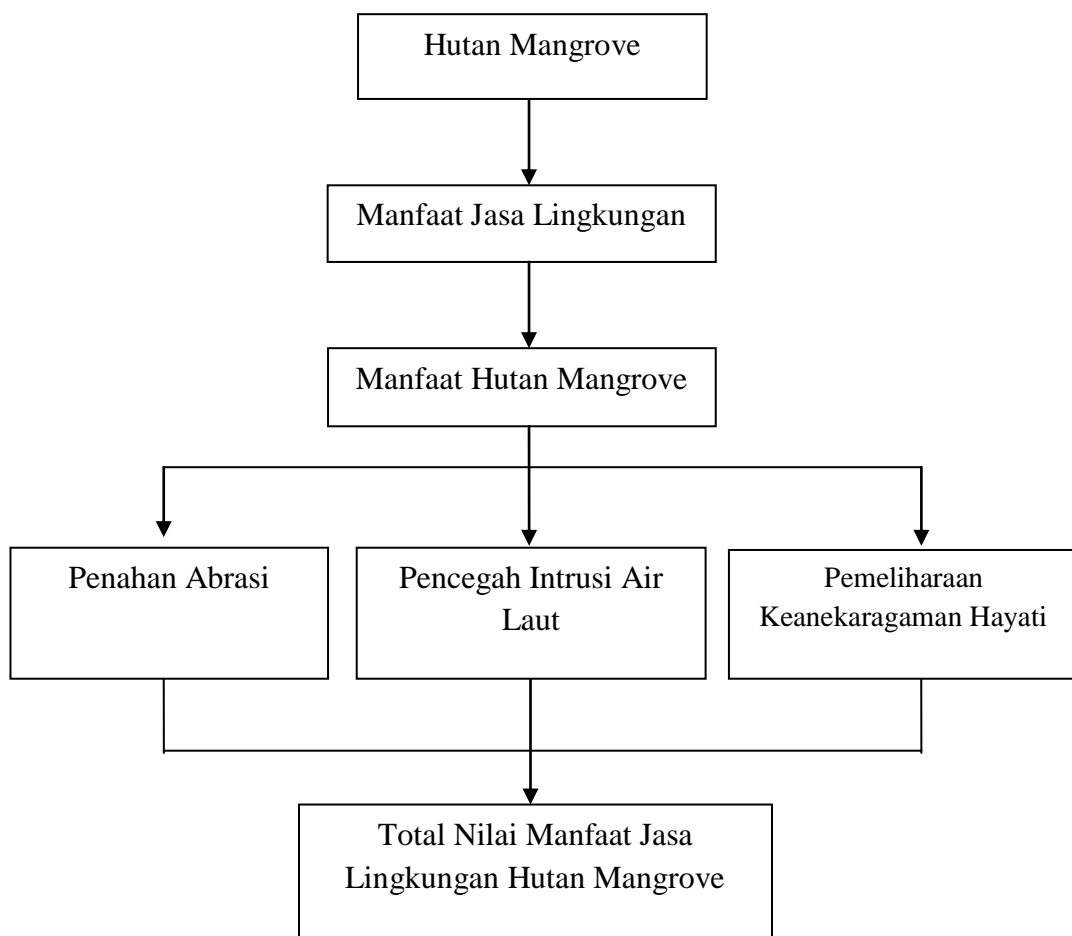 Hutan Mangrove
Manfaat Jasa Lingkungan
Manfaat Hutan Mangrove
Penahan Abrasi
Pencegah Intrusi Air
Laut
Pemeliharaan
Keanekaragaman Hayati
Total Nilai Manfaat Jasa
Lingkungan Hutan Mangrove